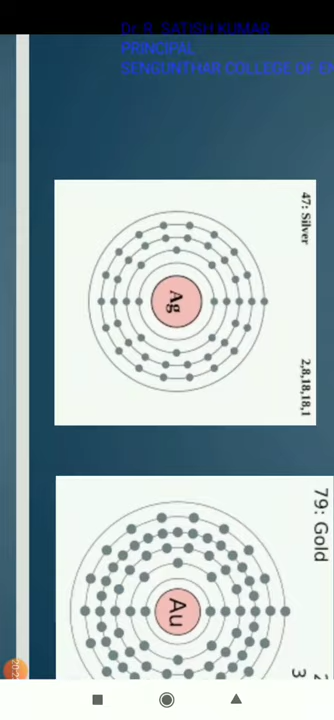 Dr. S. SATISH KUMAR
PRINCIPAL
SENGUNTHAR COLLEGE OF
47: Silver
2,8,18,18,1
Ag
79: Gold
Au